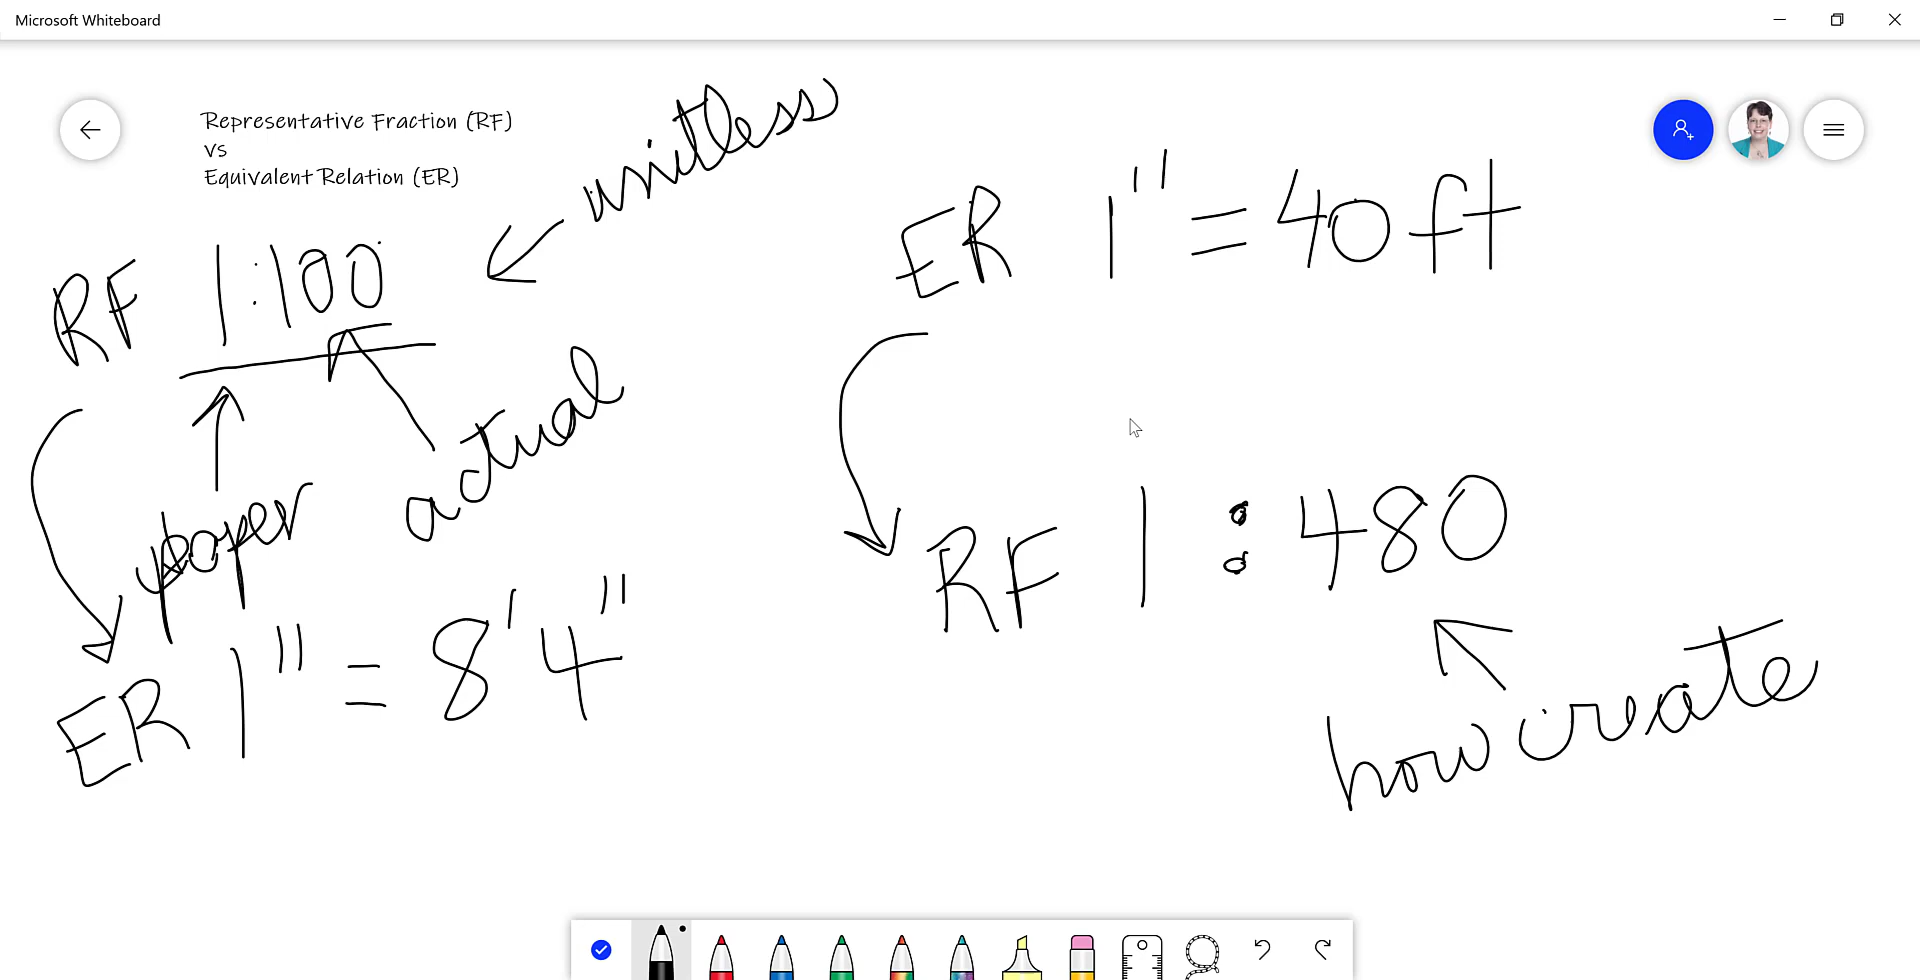 Microsoft Whiteboard
Representative Fraction (RF)
vs
Equivalent Relation (ER)
unitless
RF 1:100
paper
actual
ER 1" = 8'4"
ER 1" = 40 ft
RF 1:480
how create